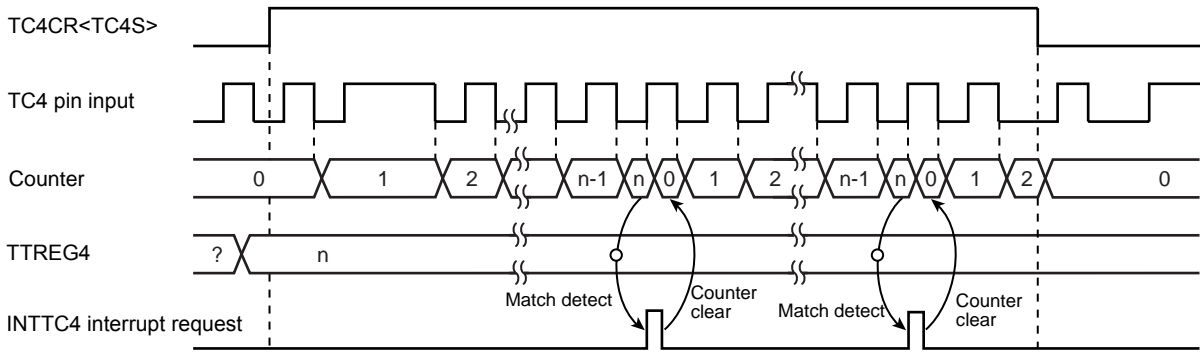 TC4CR<TC4S>
TC4 pin input
Counter 0 1 2 n-1 n 0 1 2 n-1 n 0 1 2 0
TTREG4 ? n
Match detect Counter clear Match detect Counter clear
INTTC4 interrupt request